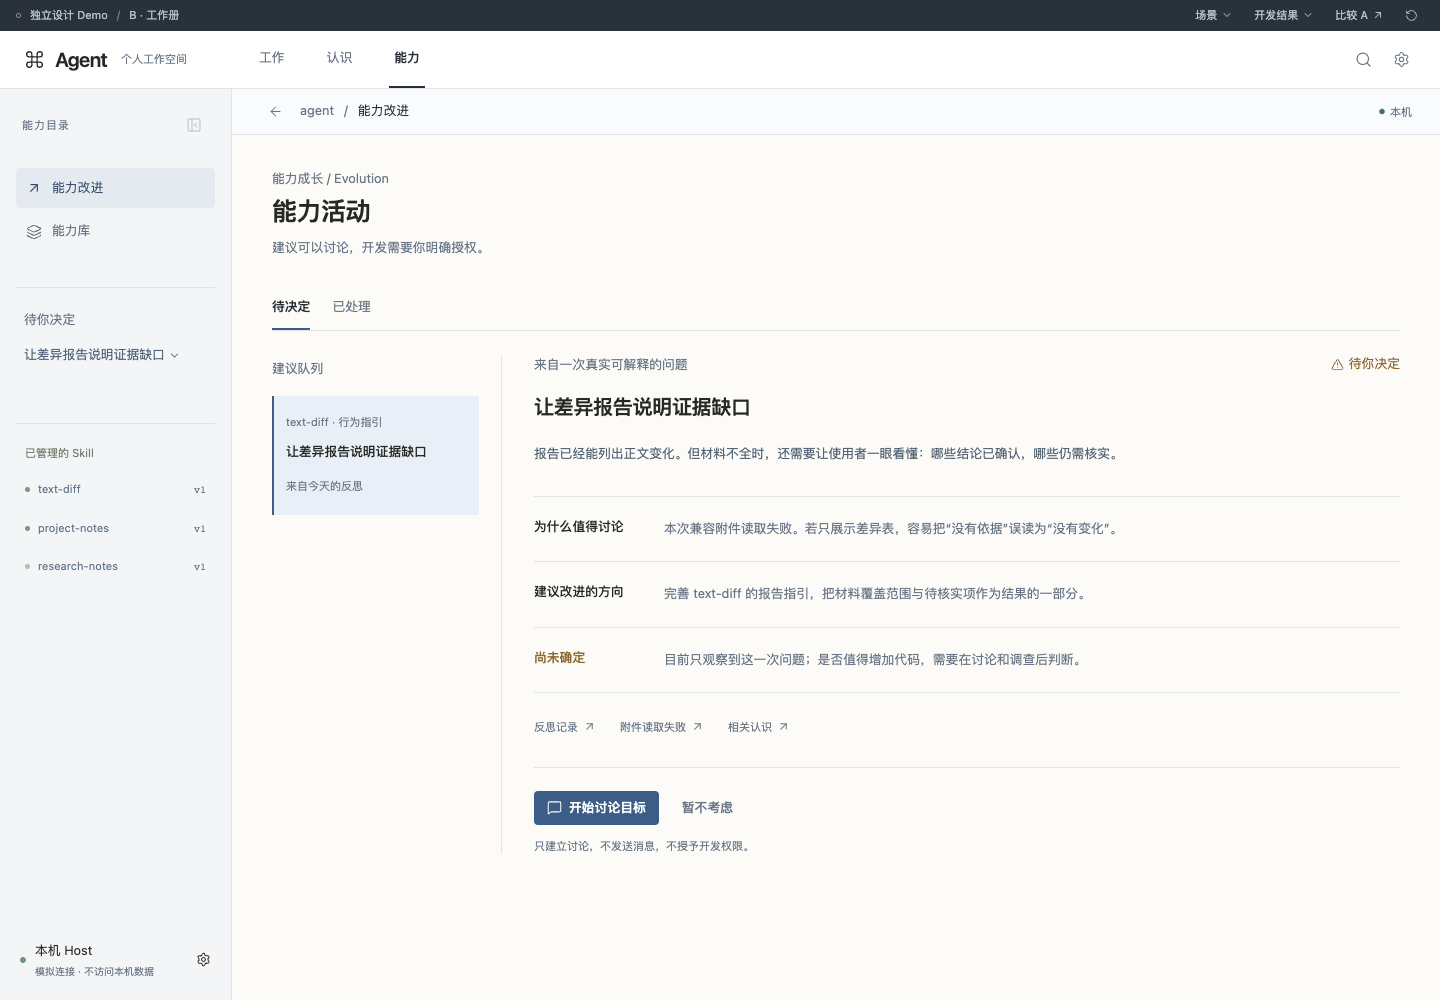 独立设计 Demo / B · 工作册
场景
开发结果
比较 A
Agent 个人工作空间
工作
认识
能力
能力目录
能力改进
能力库
待你决定
让差异报告说明证据缺口
已管理的 Skill
text-diff v1
project-notes v1
research-notes v1
本机 Host
模拟连接 · 不访问本机数据
agent / 能力改进
本机
能力成长 / Evolution
能力活动
建议可以讨论，开发需要你明确授权。
待决定
已处理
建议队列
text-diff · 行为指引
让差异报告说明证据缺口
来自今天的反思
来自一次真实可解释的问题
待你决定
让差异报告说明证据缺口
报告已经能列出正文变化。但材料不全时，还需要让使用者一眼看懂：哪些结论已确认，哪些仍需核实。
为什么值得讨论
本次兼容附件读取失败。若只展示差异表，容易把“没有依据”误读为“没有变化”。
建议改进的方向
完善 text-diff 的报告指引，把材料覆盖范围与待核实项作为结果的一部分。
尚未确定
目前只观察到这一次问题；是否值得增加代码，需要在讨论和调查后判断。
反思记录
附件读取失败
相关认识
开始讨论目标
暂不考虑
只建立讨论，不发送消息，不授予开发权限。